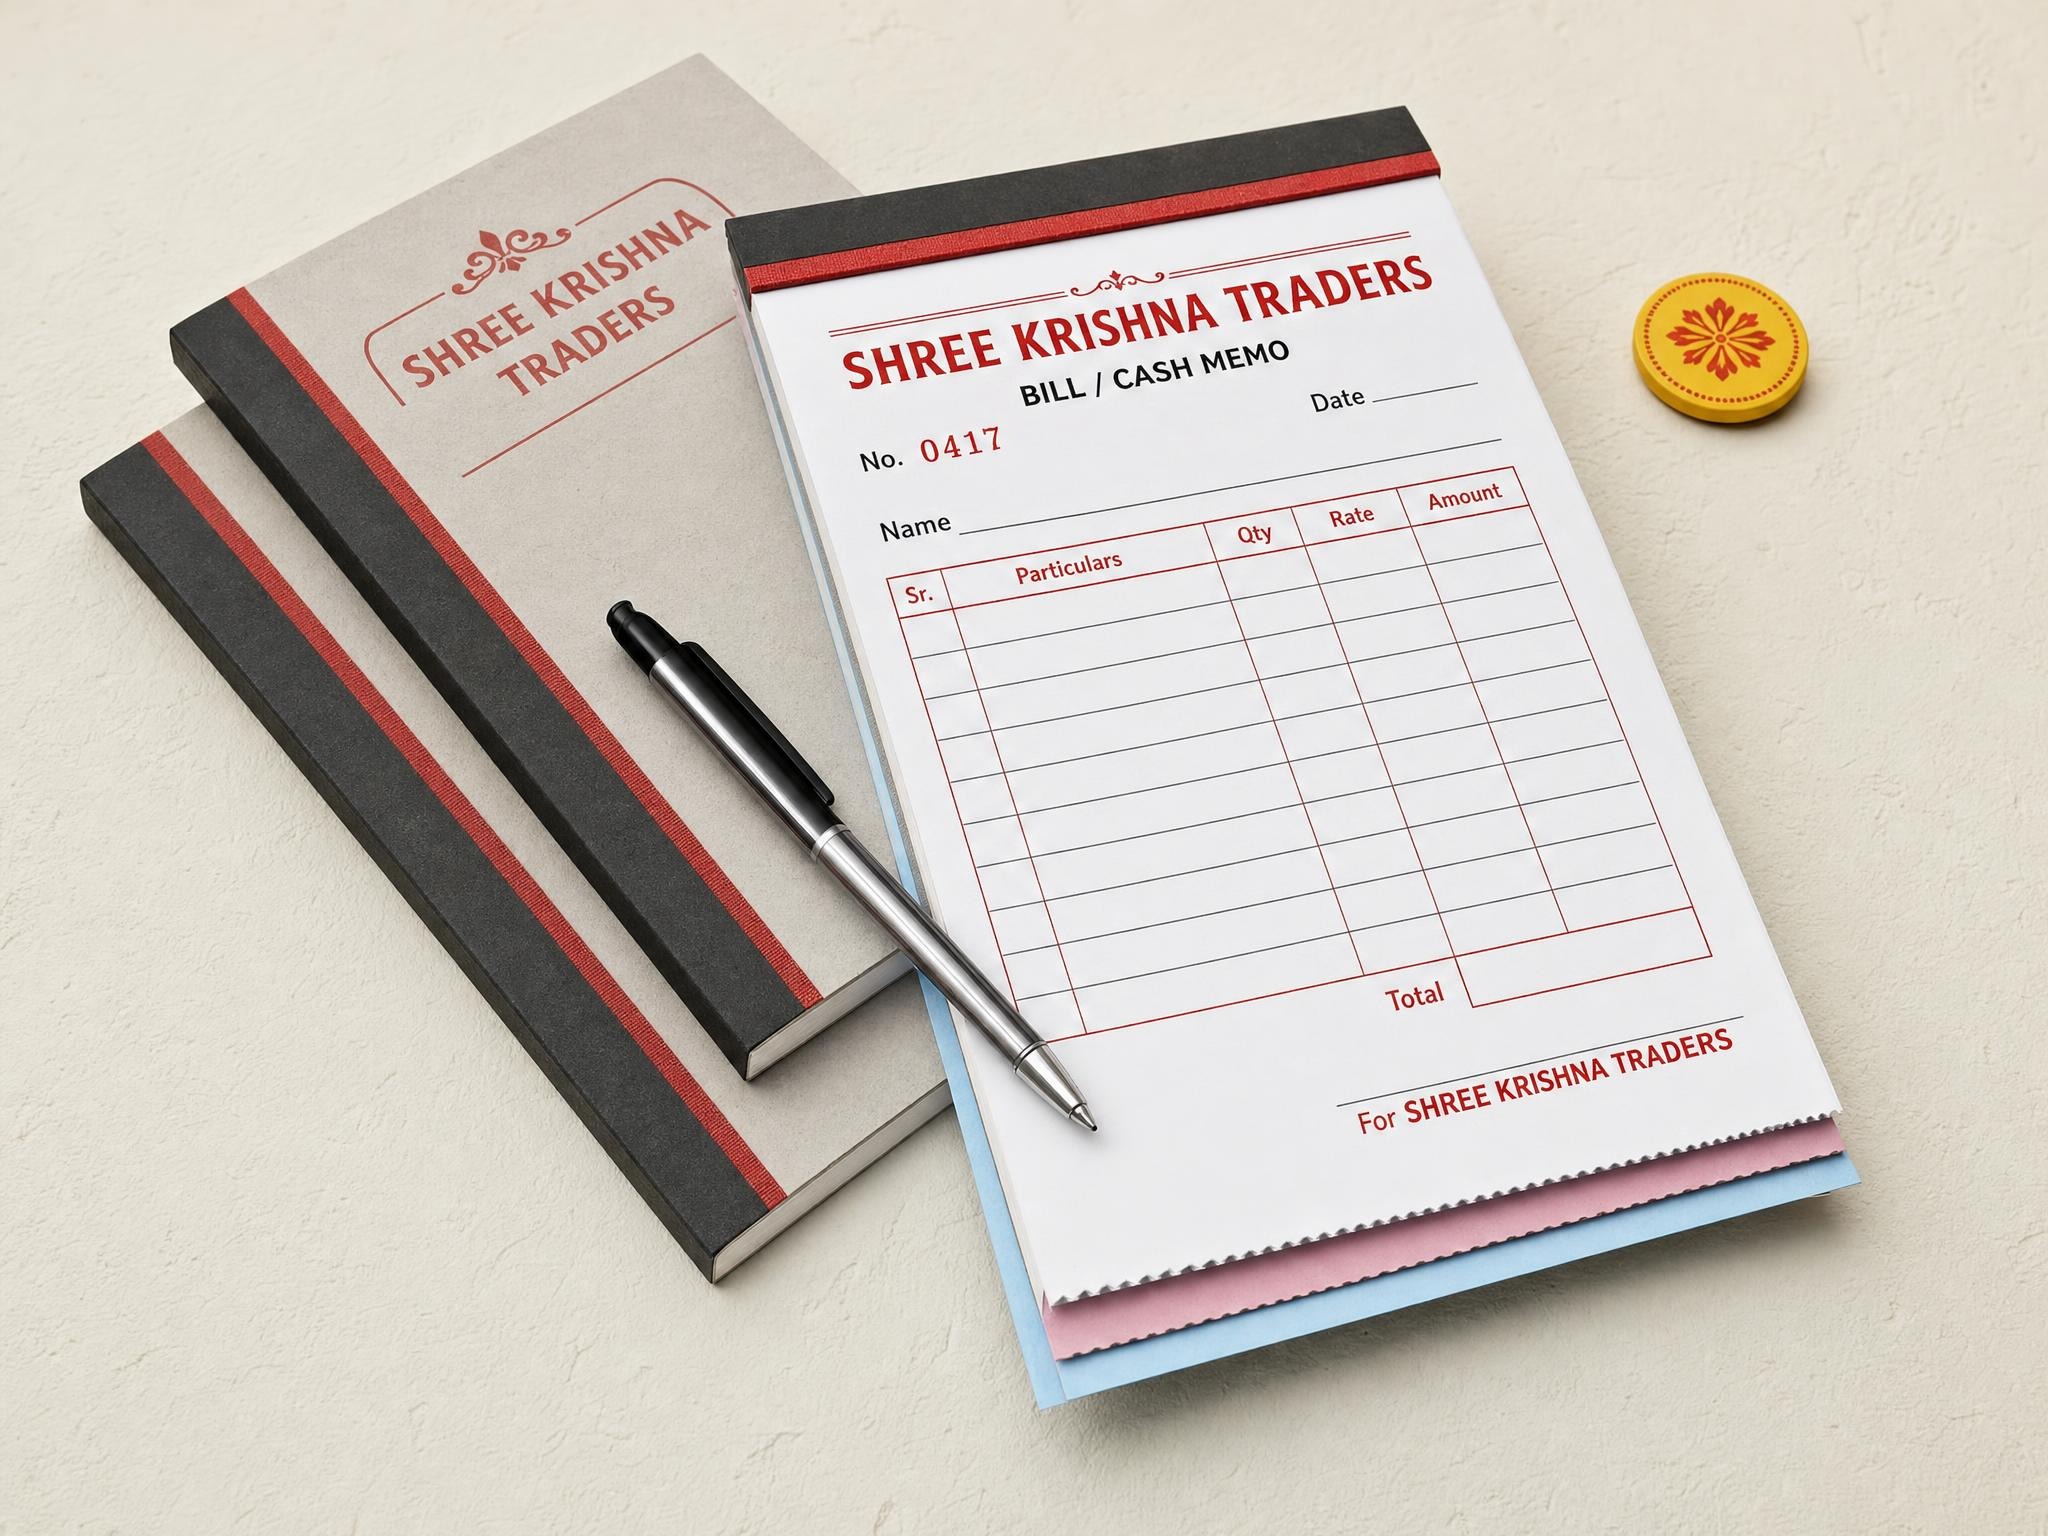 SHREE KRISHNA
TRADERS
SHREE KRISHNA TRADERS
BILL / CASH MEMO
No. 0417 Date
Name
Sr. Particulars Qty Rate Amount
Total
For SHREE KRISHNA TRADERS